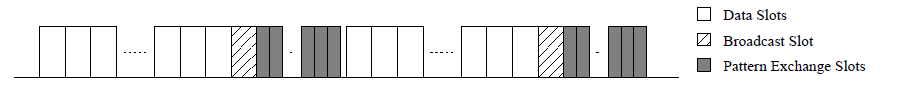 Data Slots
Broadcast Slot
Pattern Exchange Slots